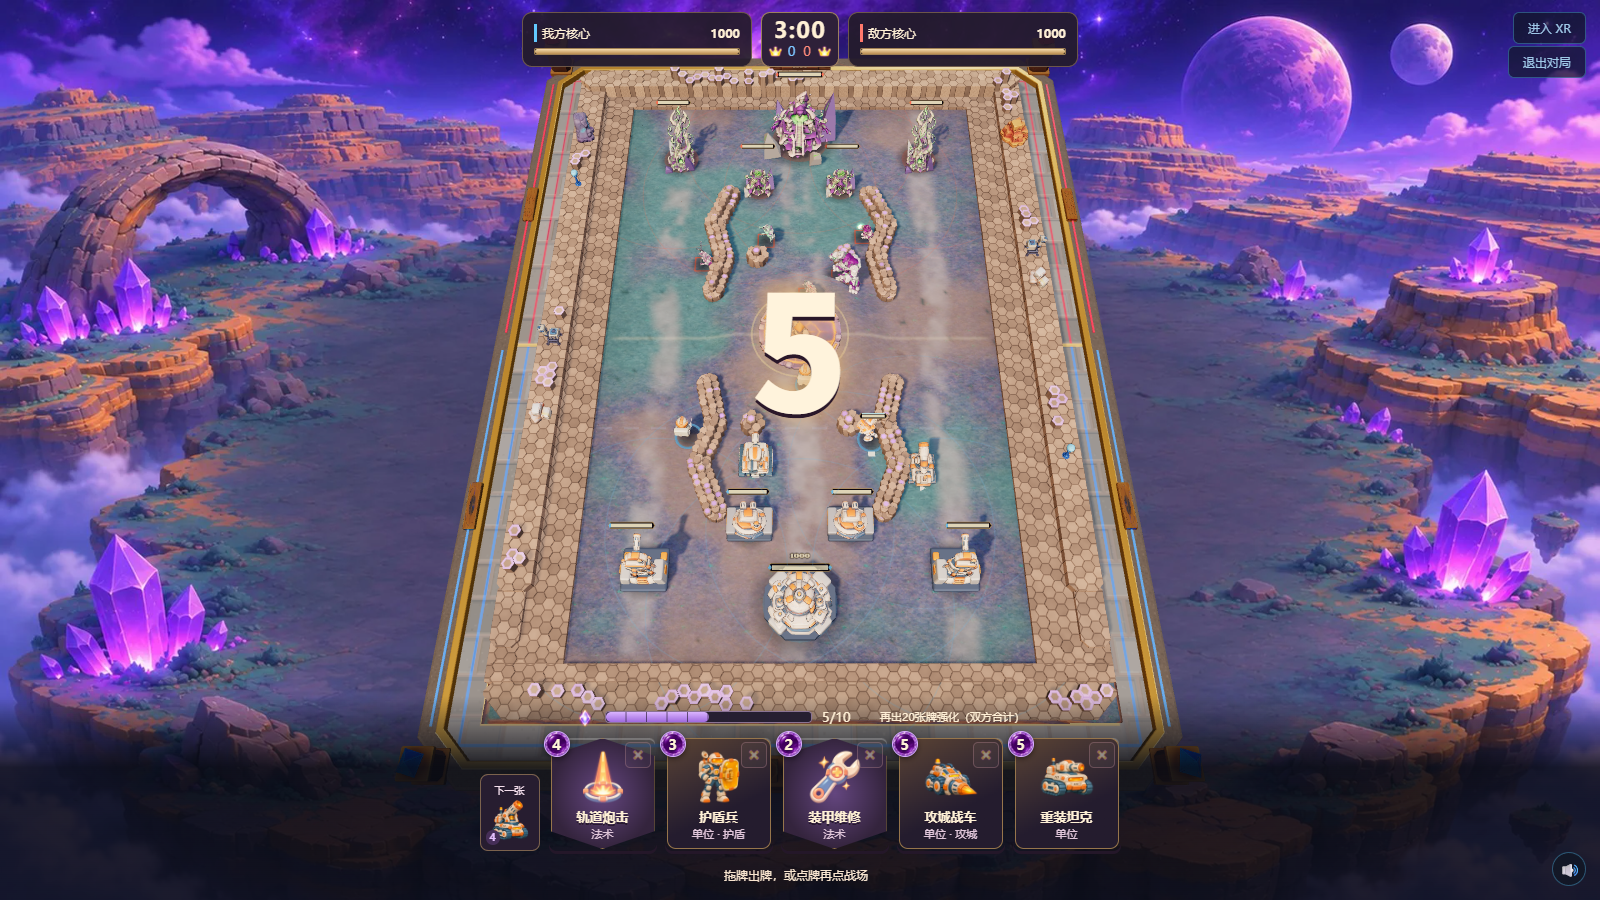 我方核心 1000
3:00
0 0
敌方核心 1000
进入 XR
退出对局
5
1000
5/10
再出20张牌强化（双方合计）
下一张
4
4
轨道炮击
法术
3
护盾兵
单位 · 护盾
2
装甲维修
法术
5
攻城战车
单位 · 攻城
5
重装坦克
单位
拖牌出牌，或点牌再点战场